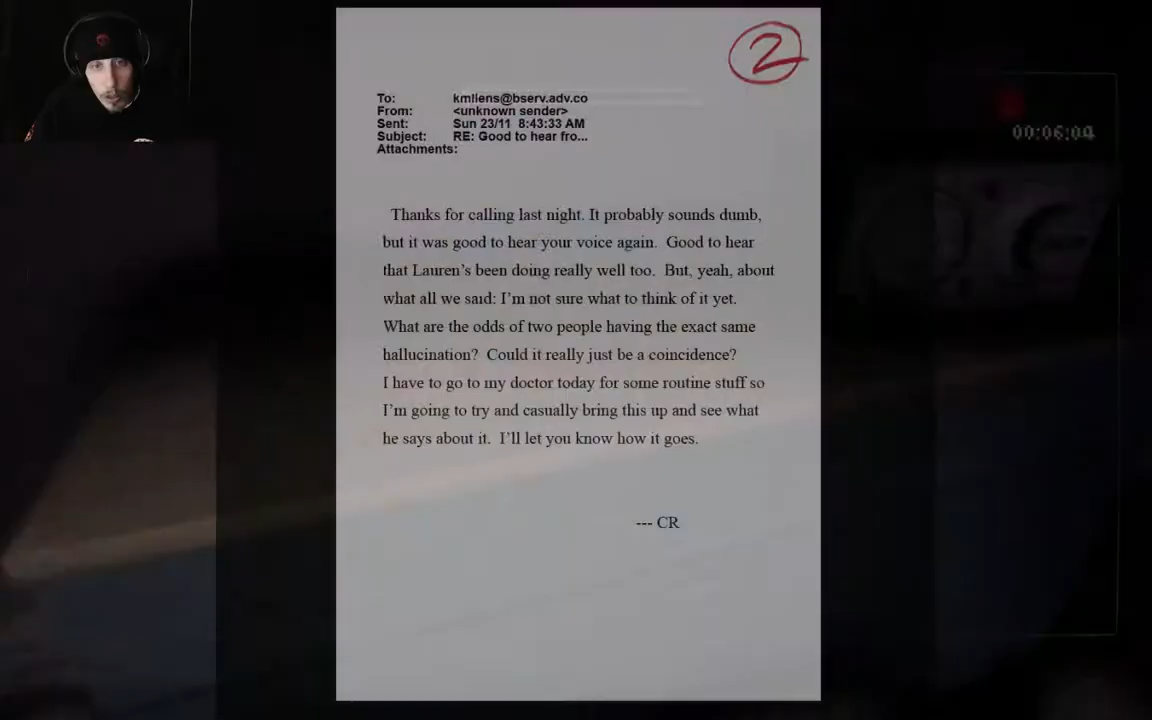 2
To: kmllens@bserv.adv.co
From: <unknown sender>
Sent: Sun 23/11 8:43:33 AM
Subject: RE: Good to hear fro...
Attachments:
00:06:04
Thanks for calling last night. It probably sounds dumb,
but it was good to hear your voice again. Good to hear
that Lauren's been doing really well too. But, yeah, about
what all we said: I'm not sure what to think of it yet.
What are the odds of two people having the exact same
hallucination? Could it really just be a coincidence?
I have to go to my doctor today for some routine stuff so
I'm going to try and casually bring this up and see what
he says about it. I'll let you know how it goes.
--- CR